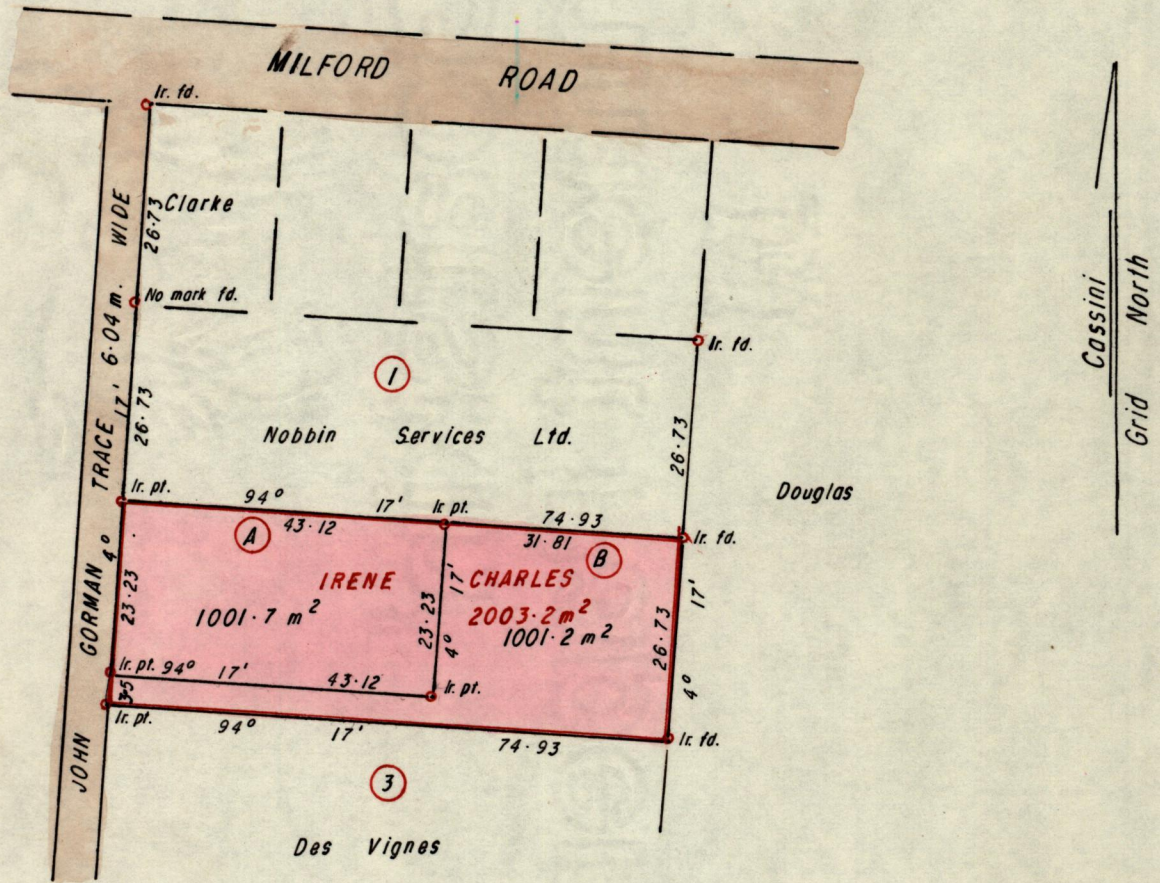 MILFORD ROAD
Ir. fd.
Clarke
26·73
No mark fd.
JOHN GORMAN TRACE 17' 6·04 m. WIDE
26·73
1
Nobbin Services Ltd.
Ir. fd.
26·73
Douglas
Cassini
Grid North
Ir. pt.
94° 17'
43·12
Ir. pt.
74·93
31·81
Ir. fd.
A
B
4°
23·23
IRENE CHARLES
1001·7 m²
2003·2 m²
1001·2 m²
17'
23·23
4°
17'
26·73
4°
Ir. pt.
94° 17'
43·12
Ir. pt.
3·5
Ir. pt.
94° 17'
74·93
Ir. fd.
3
Des Vignes